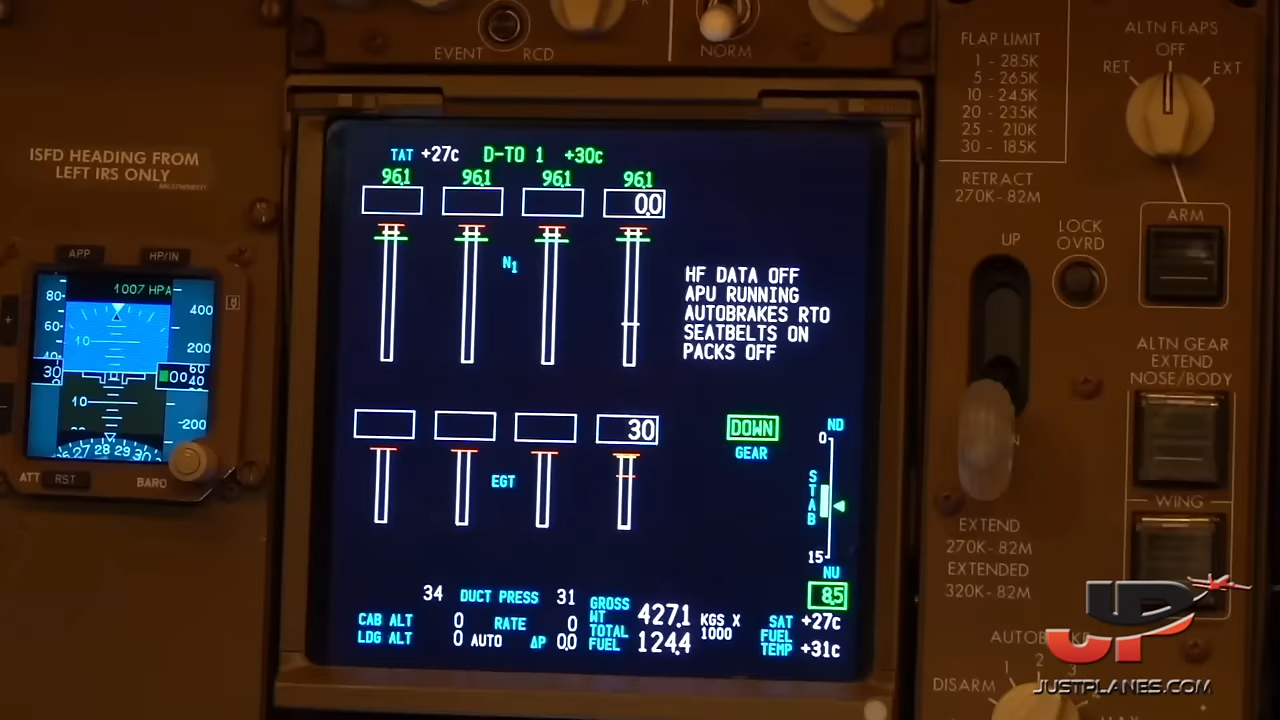 EVENT RCD
NORM
FLAP LIMIT
1 - 285K
5 - 265K
10 - 245K
20 - 235K
25 - 210K
30 - 185K
RETRACT
270K-.82M
UP
LOCK
OVRD
ALTN FLAPS
OFF
RET EXT
ARM
ALTN GEAR
EXTEND
NOSE/BODY
WING
EXTEND
270K-.82M
EXTENDED
320K-.82M
1 2 3
DISARM
ISFD HEADING FROM
LEFT IRS ONLY
APP HP/IN
1007 HPA
80
60
30
10
10
400
200
00
60
40
-200
27 28 29 30
ATT RST BARO
TAT +27c D-TO 1 +30c
96.1 96.1 96.1 96.1
0.0
N1
HF DATA OFF
APU RUNNING
AUTOBRAKES RTO
SEATBELTS ON
PACKS OFF
30
EGT
DOWN
GEAR
ND
0
STAB
15
NU
8.5
34 DUCT PRESS 31
CAB ALT 0 RATE 0
LDG ALT 0 AUTO ΔP 0.0
GROSS
WT 427.1 KGS X
TOTAL 1000
FUEL 124.4
SAT +27c
FUEL
TEMP +31c
JP
JUSTPLANES.COM